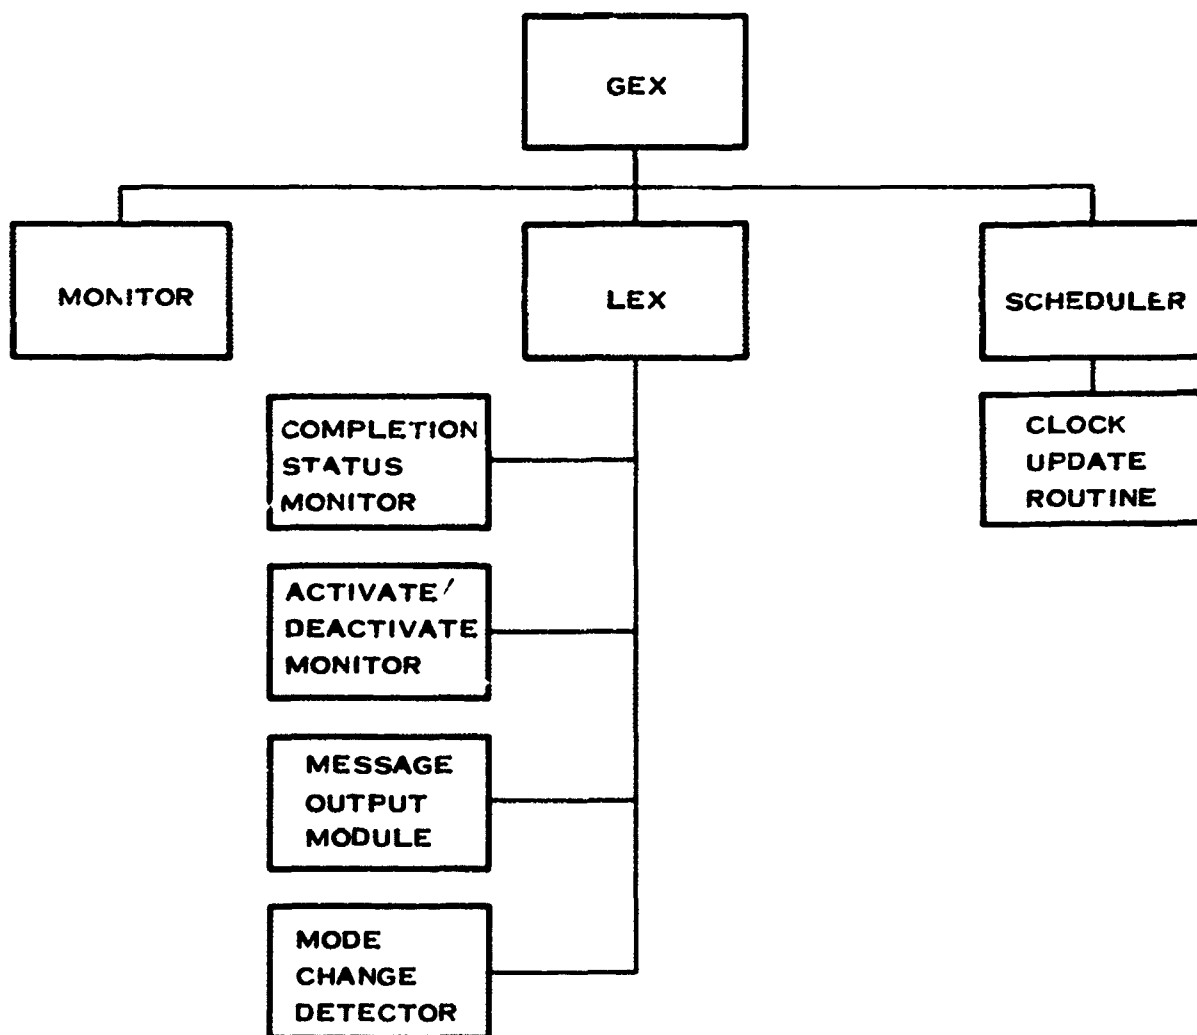 GEX
MONITOR
LEX
SCHEDULER
COMPLETION
STATUS
MONITOR
CLOCK
UPDATE
ROUTINE
ACTIVATE/
DEACTIVATE
MONITOR
MESSAGE
OUTPUT
MODULE
MODE
CHANGE
DETECTOR